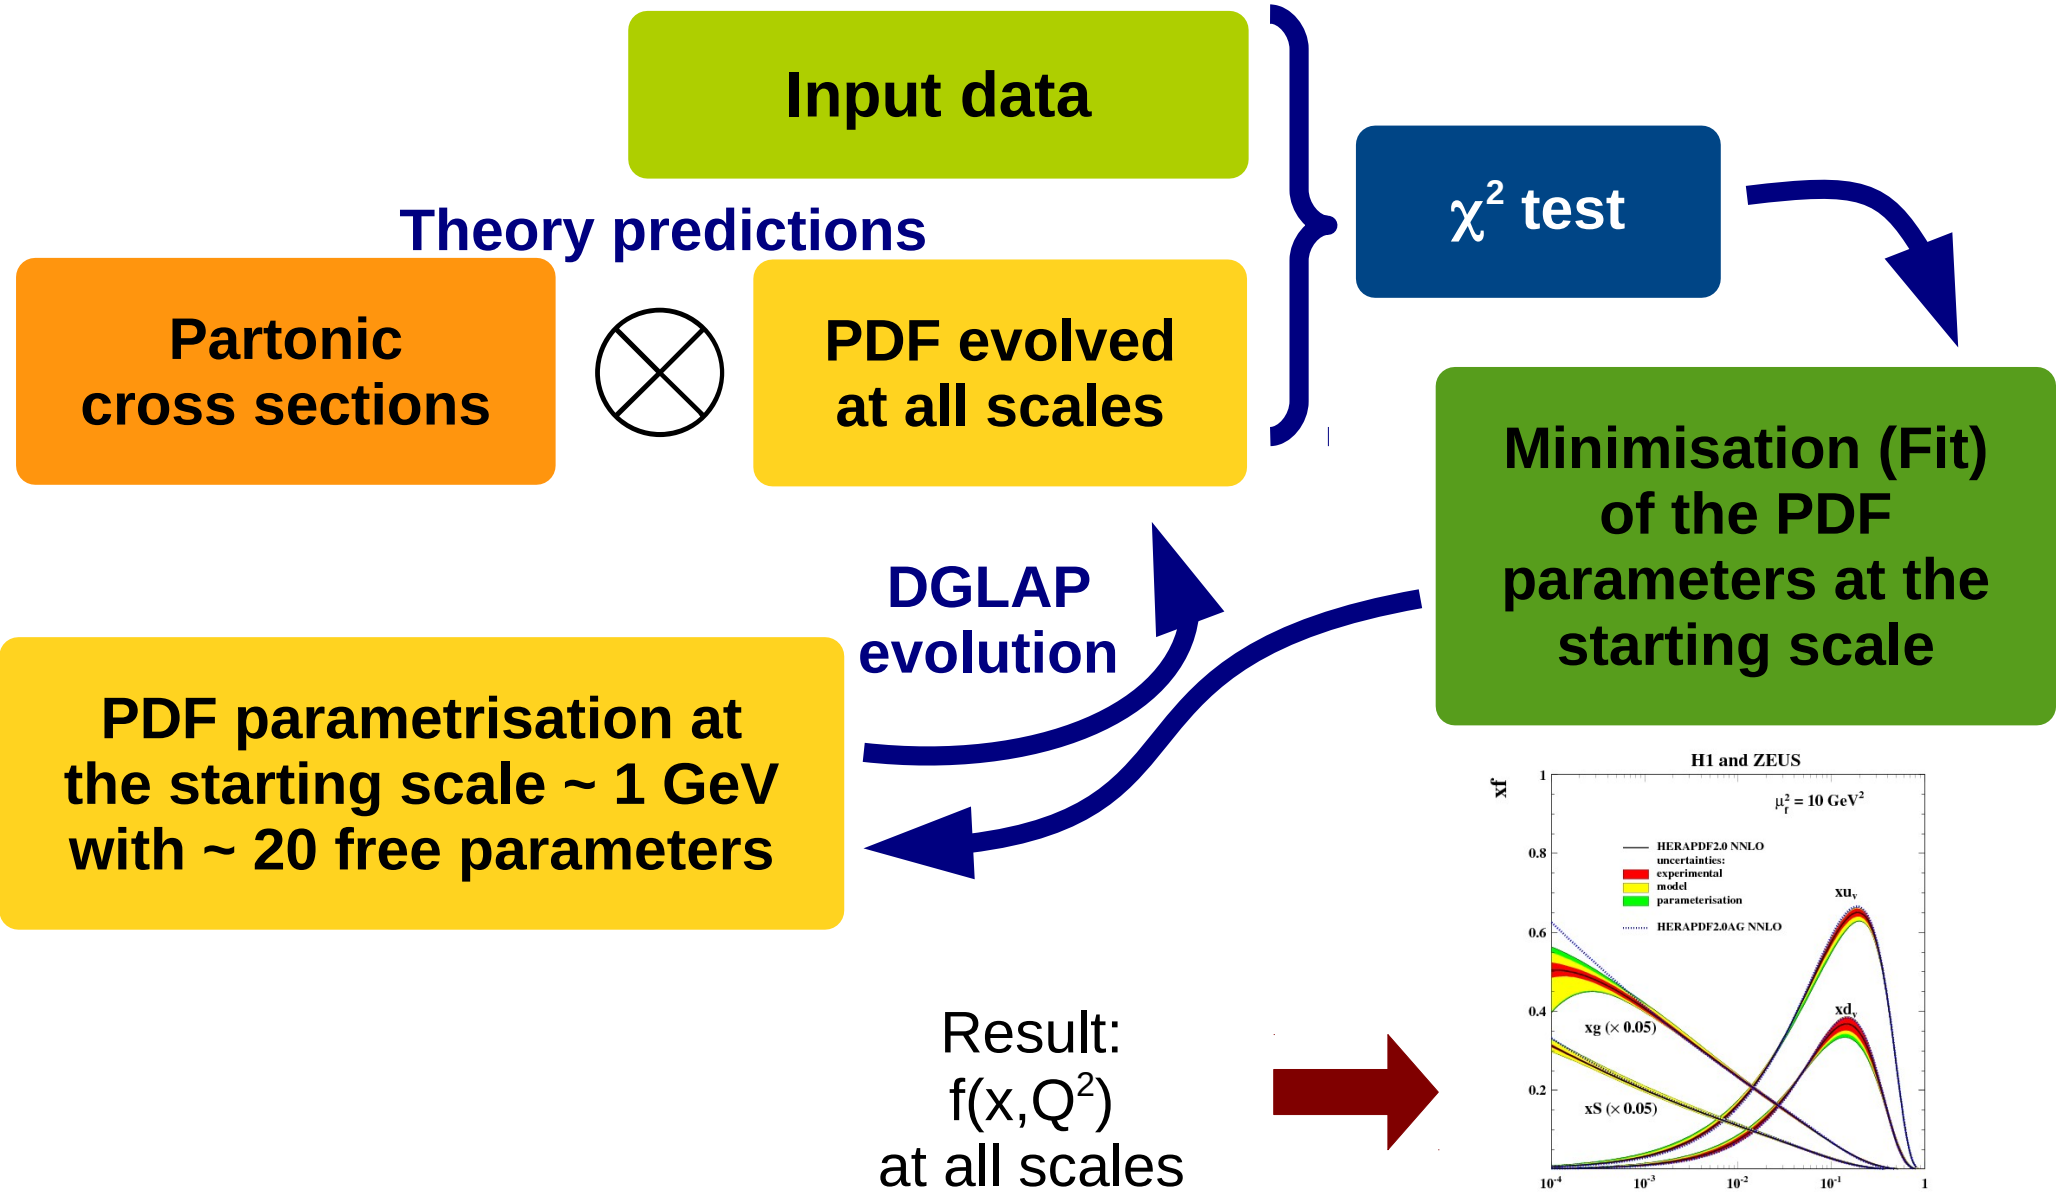 Input data
χ² test
Theory predictions
Partonic
cross sections
PDF evolved
at all scales
Minimisation (Fit)
of the PDF
parameters at the
starting scale
DGLAP
evolution
PDF parametrisation at
the starting scale ~ 1 GeV
with ~ 20 free parameters
Result:
f(x,Q²)
at all scales
H1 and ZEUS
xf
μ_f² = 10 GeV²
HERAPDF2.0 NNLO
uncertainties:
experimental
model
parameterisation
HERAPDF2.0AG NNLO
xu_v
xd_v
xg (× 0.05)
xS (× 0.05)
1
0.8
0.6
0.4
0.2
10⁻⁴ 10⁻³ 10⁻² 10⁻¹ 1